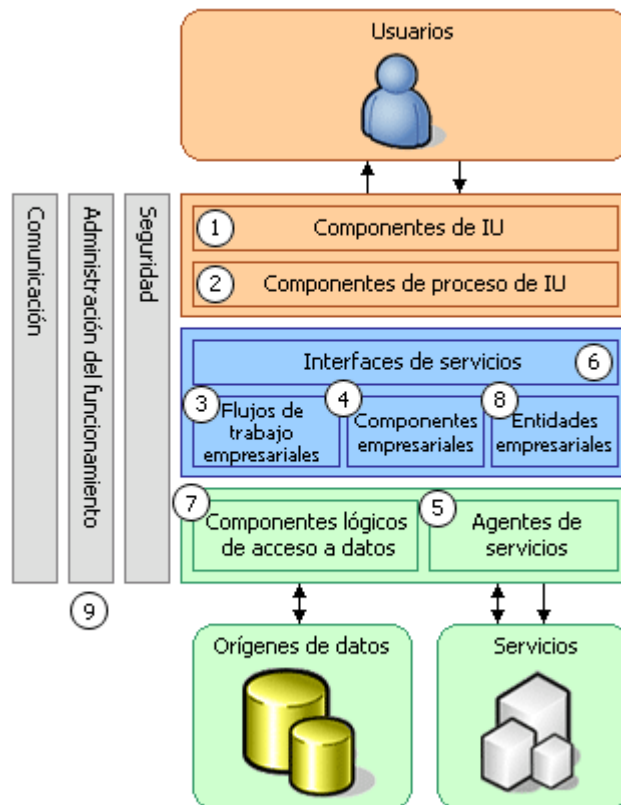 Usuarios
Comunicación
Administración del funcionamiento
Seguridad
1
Componentes de IU
2
Componentes de proceso de IU
Interfaces de servicios
6
3
Flujos de
trabajo
empresariales
4
Componentes
empresariales
8
Entidades
empresariales
7
Componentes lógicos
de acceso a datos
5
Agentes de
servicios
9
Orígenes de datos
Servicios